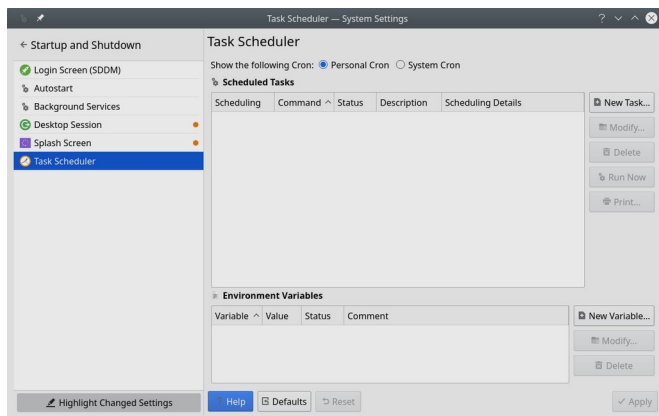 Task Scheduler — System Settings
Startup and Shutdown
Login Screen (SDDM)
Autostart
Background Services
Desktop Session
Splash Screen
Task Scheduler
Highlight Changed Settings
Task Scheduler
Show the following Cron: Personal Cron System Cron
Scheduled Tasks
Scheduling Command Status Description Scheduling Details
New Task...
Modify...
Delete
Run Now
Print...
Environment Variables
Variable Value Status Comment
New Variable...
Modify...
Delete
Help Defaults Reset Apply